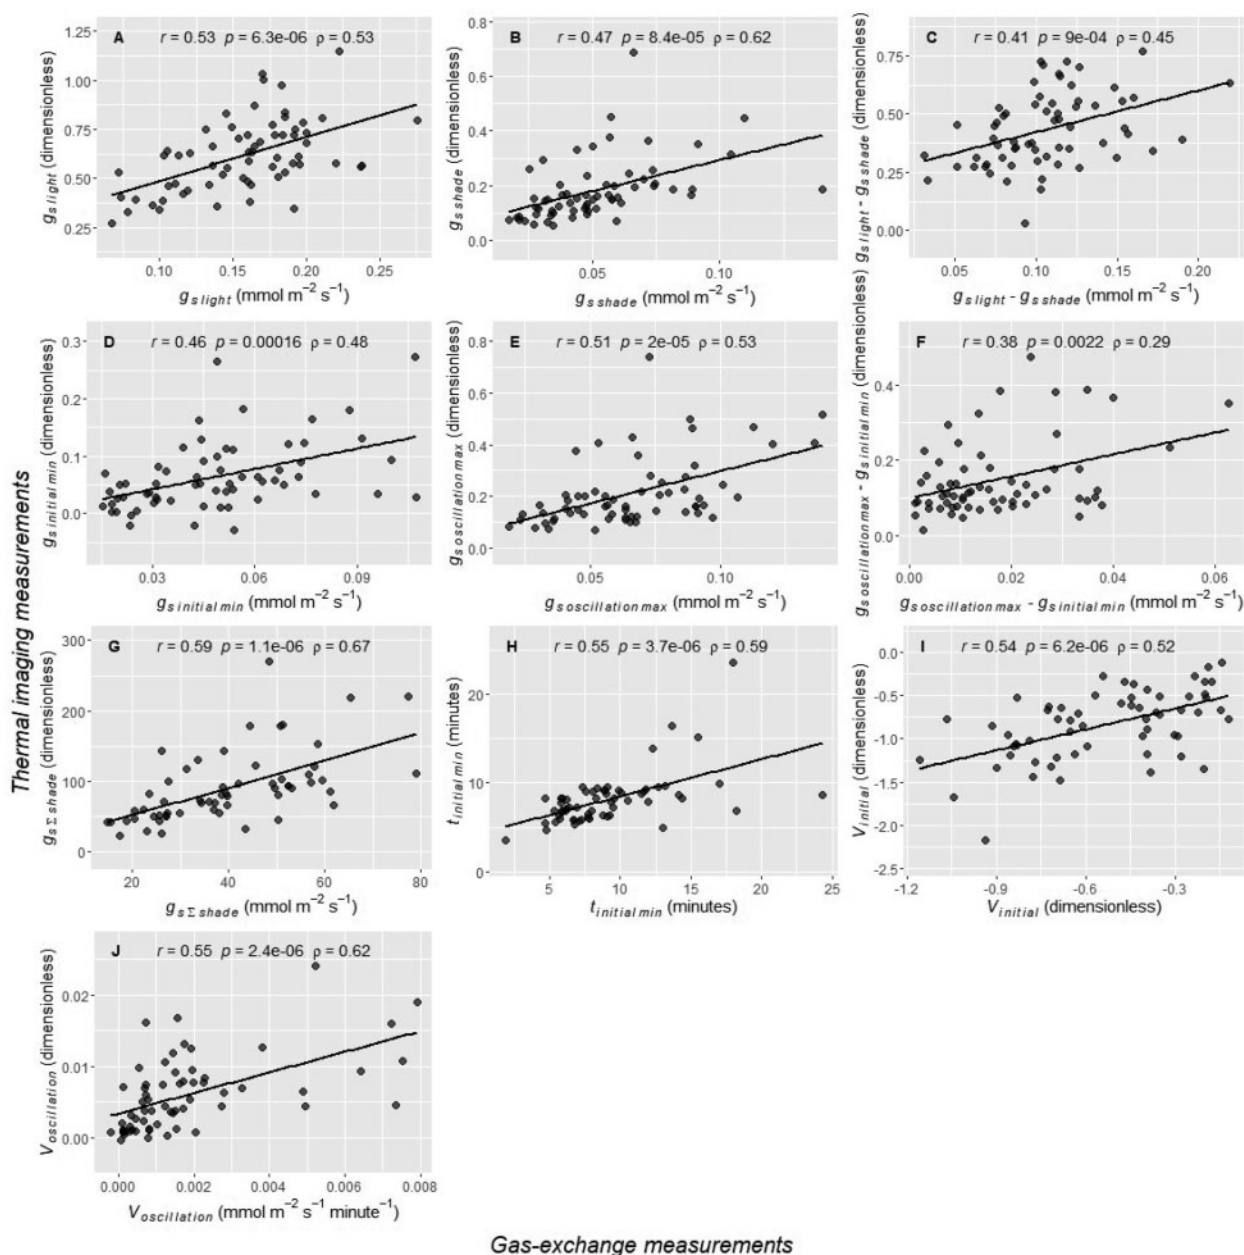 A r = 0.53 p = 6.3e-06 ρ = 0.53
g s light (dimensionless)
1.25
1.00
0.75
0.50
0.25
0.10 0.15 0.20 0.25
g s light (mmol m⁻² s⁻¹)
B r = 0.47 p = 8.4e-05 ρ = 0.62
g s shade (dimensionless)
0.8
0.6
0.4
0.2
0.0
0.05 0.10
g s shade (mmol m⁻² s⁻¹)
C r = 0.41 p = 9e-04 ρ = 0.45
g s light - g s shade (dimensionless)
0.75
0.50
0.25
0.00
0.05 0.10 0.15 0.20
g s light - g s shade (mmol m⁻² s⁻¹)
D r = 0.46 p = 0.00016 ρ = 0.48
g s initial min (dimensionless)
0.3
0.2
0.1
0.0
0.03 0.06 0.09
g s initial min (mmol m⁻² s⁻¹)
E r = 0.51 p = 2e-05 ρ = 0.53
g s oscillation max (dimensionless)
0.8
0.6
0.4
0.2
0.0
0.05 0.10
g s oscillation max (mmol m⁻² s⁻¹)
F r = 0.38 p = 0.0022 ρ = 0.29
g s oscillation max - g s initial min (dimensionless)
0.4
0.2
0.0
0.00 0.02 0.04 0.06
g s oscillation max - g s initial min (mmol m⁻² s⁻¹)
Thermal imaging measurements
G r = 0.59 p = 1.1e-06 ρ = 0.67
g s Σ shade (dimensionless)
300
200
100
0
20 40 60 80
g s Σ shade (mmol m⁻² s⁻¹)
H r = 0.55 p = 3.7e-06 ρ = 0.59
t initial min (minutes)
20
10
0
5 10 15 20 25
t initial min (minutes)
I r = 0.54 p = 6.2e-06 ρ = 0.52
V initial (dimensionless)
0.0
-0.5
-1.0
-1.5
-2.0
-2.5
-1.2 -0.9 -0.6 -0.3
V initial (dimensionless)
J r = 0.55 p = 2.4e-06 ρ = 0.62
V oscillation (dimensionless)
0.02
0.01
0.00
0.000 0.002 0.004 0.006 0.008
V oscillation (mmol m⁻² s⁻¹ minute⁻¹)
Gas-exchange measurements